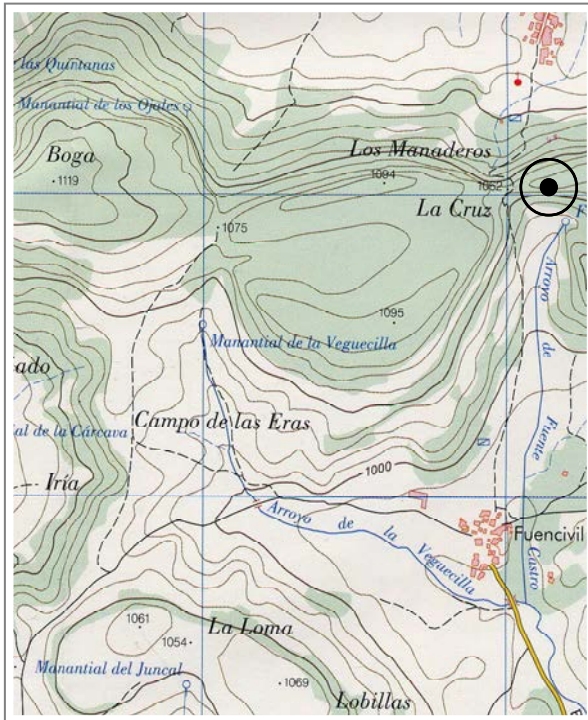 las Quintanas
Manantial de los Ojales
Boga
1119
Los Manaderos
1094
1052
La Cruz
F
1075
Arroyo de Fuente Castro
1095
Manantial de la Veguecilla
ado
Campo de las Eras
al de la Cárcava
1000
Iría
Arroyo de la Veguecilla
Fuencivil
1061
La Loma
1054
Manantial del Juncal
1069
Lobillas
E